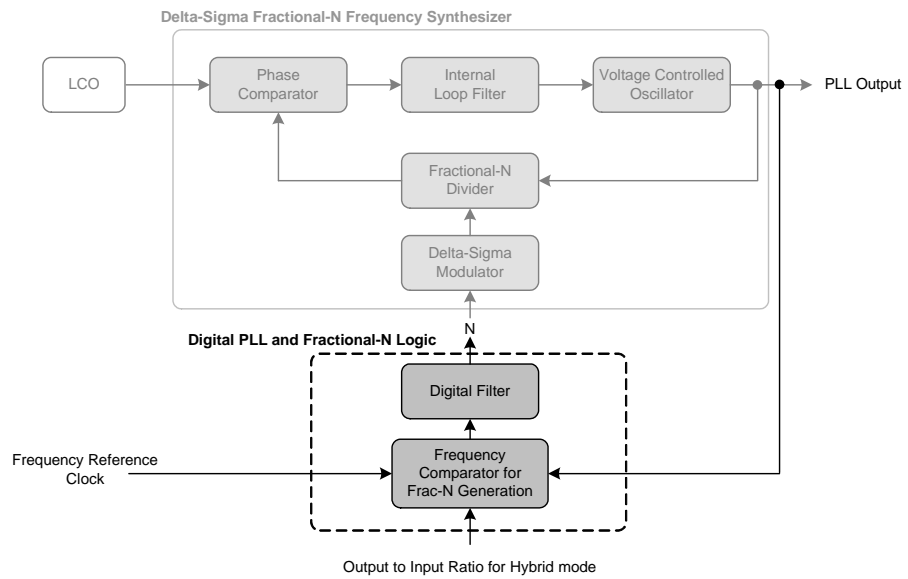 Delta-Sigma Fractional-N Frequency Synthesizer
LCO
Phase
Comparator
Internal
Loop Filter
Voltage Controlled
Oscillator
PLL Output
Fractional-N
Divider
Delta-Sigma
Modulator
N
Digital PLL and Fractional-N Logic
Digital Filter
Frequency Reference
Clock
Frequency
Comparator for
Frac-N Generation
Output to Input Ratio for Hybrid mode